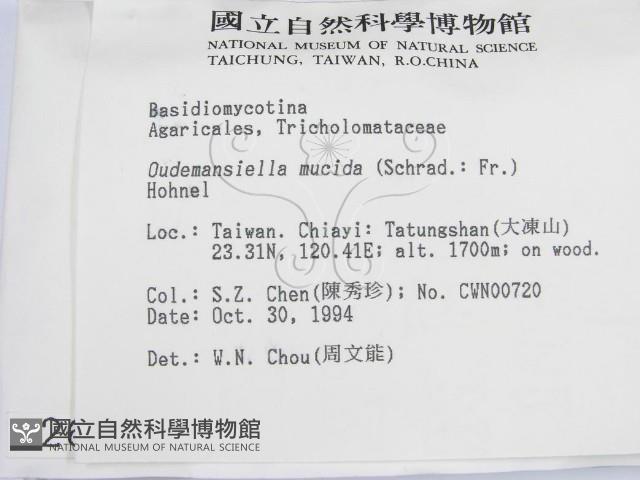 國立自然科學博物館
NATIONAL MUSEUM OF NATURAL SCIENCE
TAICHUNG, TAIWAN, R.O.CHINA
Basidiomycotina
Agaricales, Tricholomataceae
Oudemansiella mucida (Schrad.: Fr.)
Hohnel
Loc.: Taiwan. Chiayi: Tatungshan(大凍山)
23.31N, 120.41E; alt. 1700m; on wood.
Col.: S.Z. Chen(陳秀珍); No. CWN00720
Date: Oct. 30, 1994
Det.: W.N. Chou(周文能)
國立自然科學博物館
NATIONAL MUSEUM OF NATURAL SCIENCE